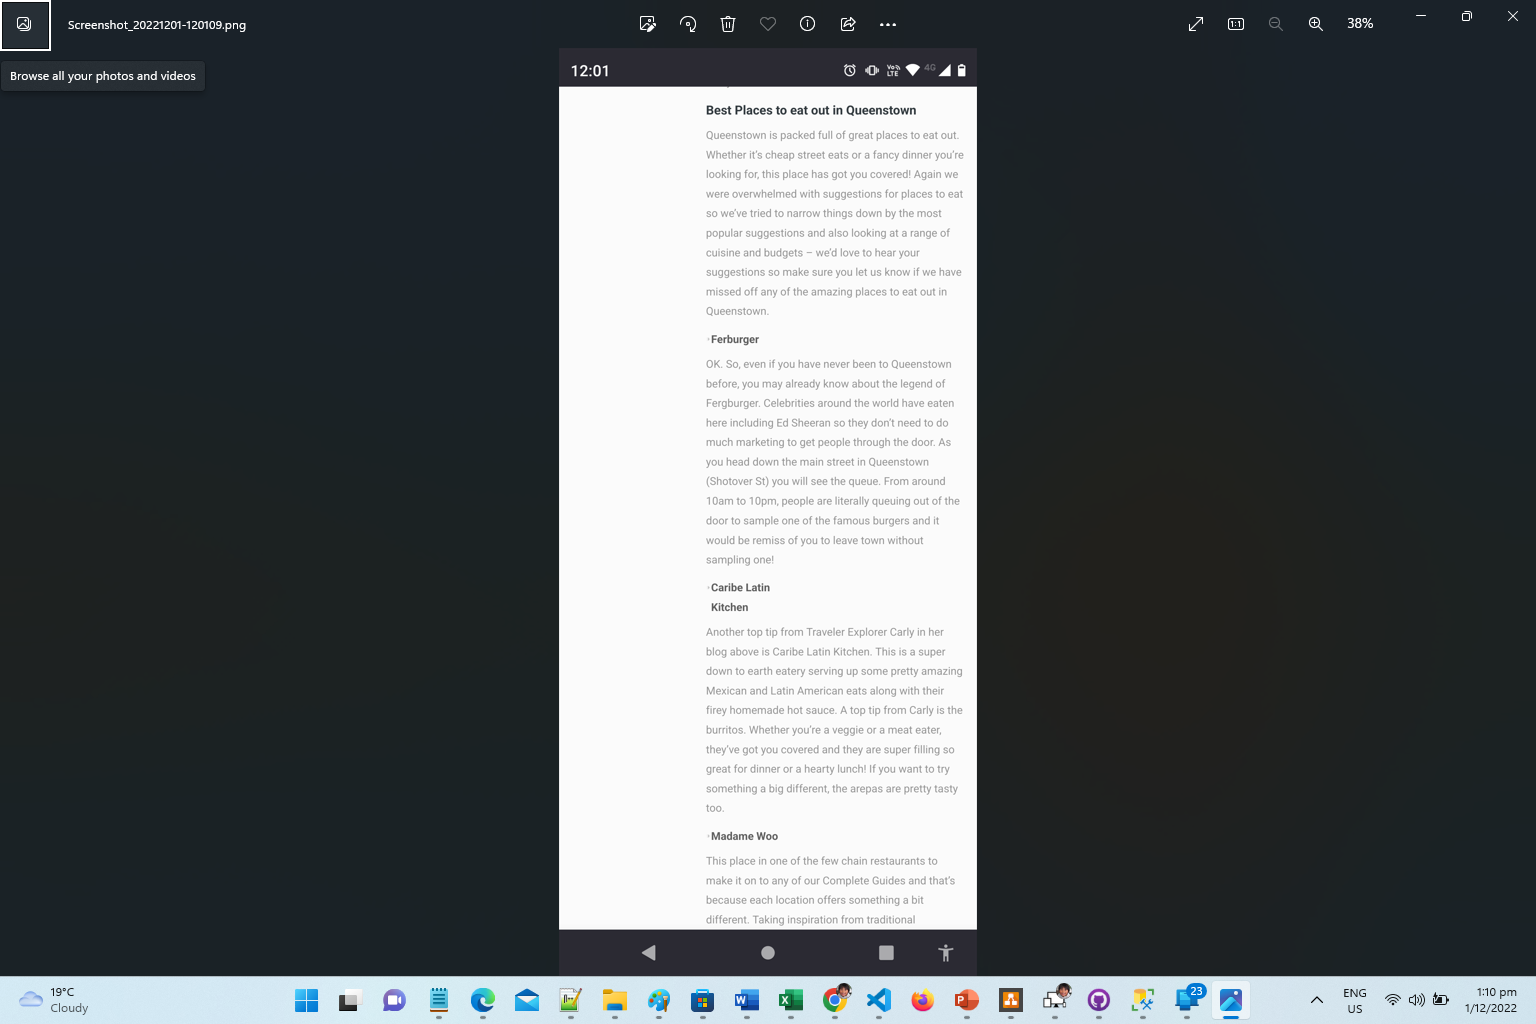 Screenshot_20221201-120109.png
38%
Browse all your photos and videos
12:01
Vo
LTE
4G
Best Places to eat out in Queenstown
Queenstown is packed full of great places to eat out.
Whether it's cheap street eats or a fancy dinner you're
looking for, this place has got you covered! Again we
were overwhelmed with suggestions for places to eat
so we've tried to narrow things down by the most
popular suggestions and also looking at a range of
cuisine and budgets – we'd love to hear your
suggestions so make sure you let us know if we have
missed off any of the amazing places to eat out in
Queenstown.
Ferburger
OK. So, even if you have never been to Queenstown
before, you may already know about the legend of
Fergburger. Celebrities around the world have eaten
here including Ed Sheeran so they don't need to do
much marketing to get people through the door. As
you head down the main street in Queenstown
(Shotover St) you will see the queue. From around
10am to 10pm, people are literally queuing out of the
door to sample one of the famous burgers and it
would be remiss of you to leave town without
sampling one!
Caribe Latin
Kitchen
Another top tip from Traveler Explorer Carly in her
blog above is Caribe Latin Kitchen. This is a super
down to earth eatery serving up some pretty amazing
Mexican and Latin American eats along with their
firey homemade hot sauce. A top tip from Carly is the
burritos. Whether you're a veggie or a meat eater,
they've got you covered and they are super filling so
great for dinner or a hearty lunch! If you want to try
something a big different, the arepas are pretty tasty
too.
Madame Woo
This place in one of the few chain restaurants to
make it on to any of our Complete Guides and that's
because each location offers something a bit
different. Taking inspiration from traditional
19°C
Cloudy
23
ENG
US
1:10 pm
1/12/2022